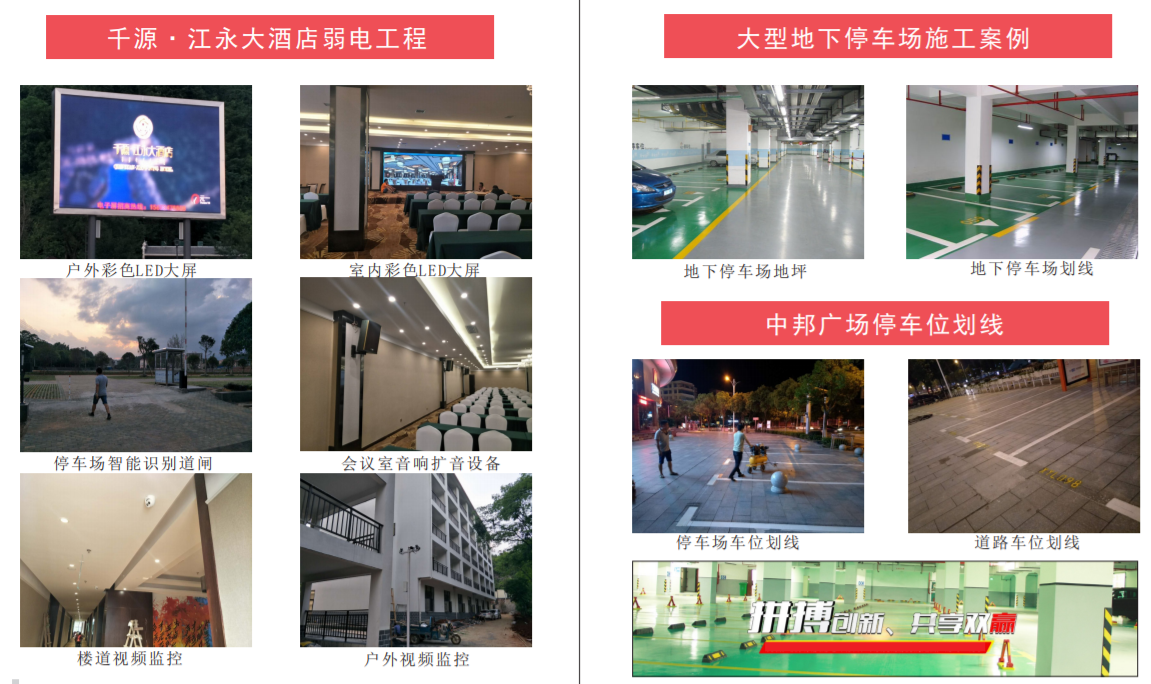 千源·江永大酒店弱电工程
户外彩色LED大屏
室内彩色LED大屏
停车场智能识别道闸
会议室音响扩音设备
楼道视频监控
户外视频监控
大型地下停车场施工案例
地下停车场地坪
地下停车场划线
中邦广场停车位划线
停车场车位划线
道路车位划线
拼搏创新、共享双赢